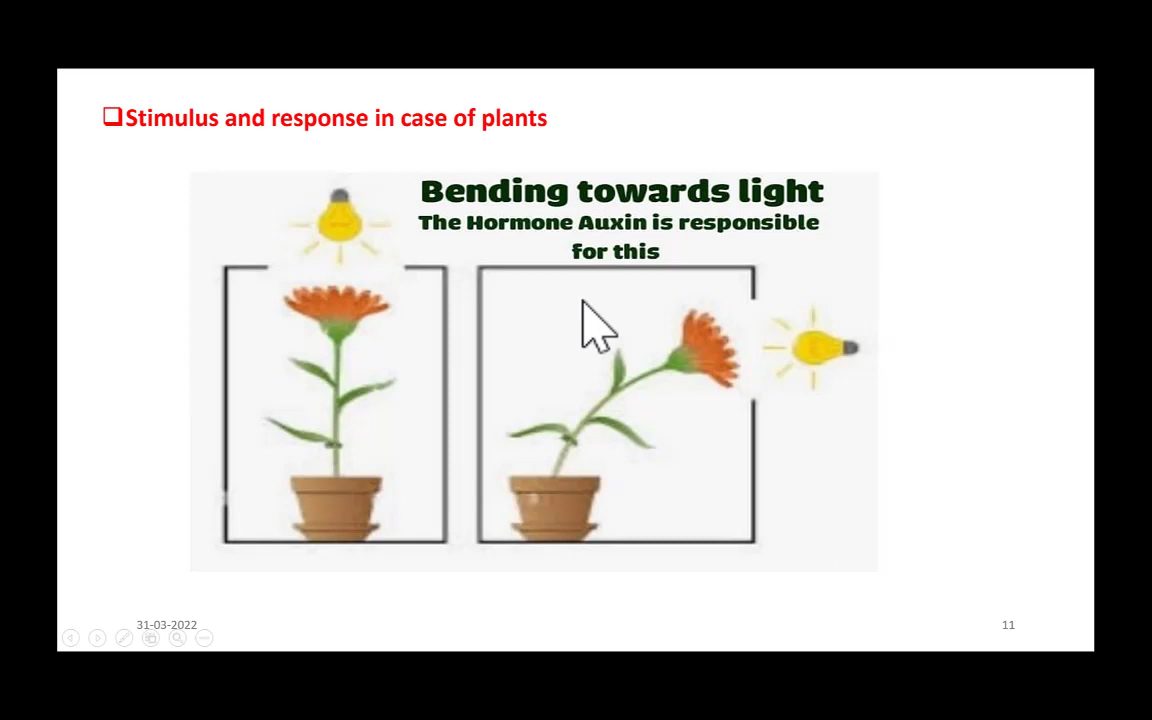 Stimulus and response in case of plants
Bending towards light
The Hormone Auxin is responsible
for this
31-03-2022
11